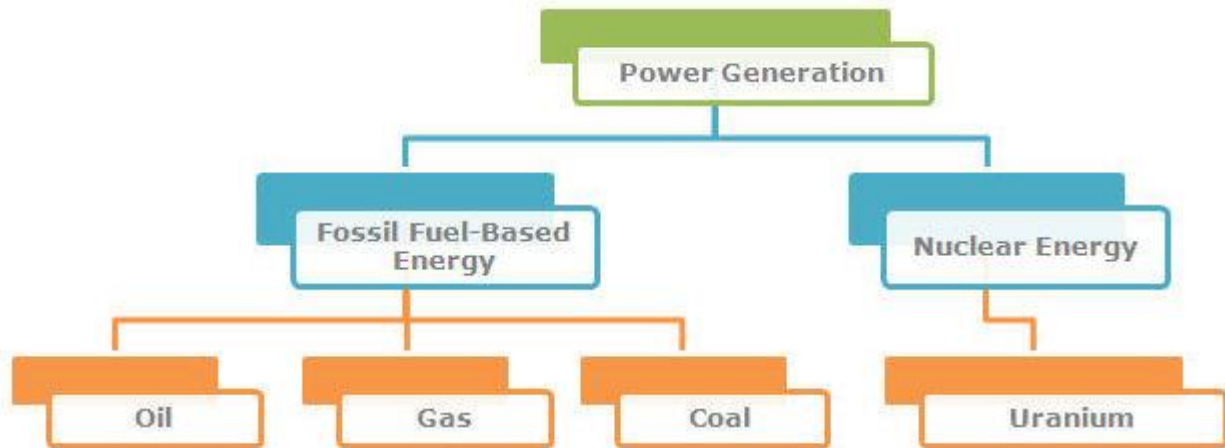 Power Generation
Fossil Fuel-Based
Energy
Nuclear Energy
Oil
Gas
Coal
Uranium